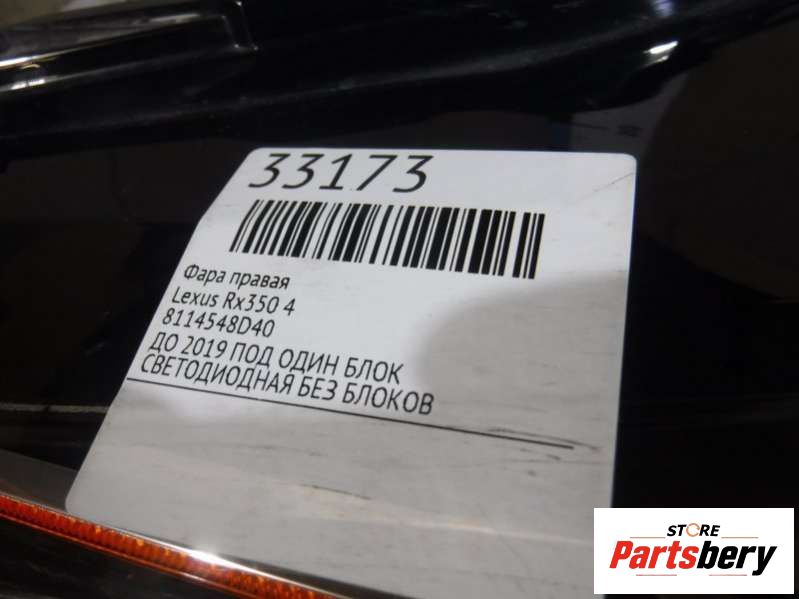 33173
Фара правая
Lexus Rx350 4
8114548D40
ДО 2019 ПОД ОДИН БЛОК
СВЕТОДИОДНАЯ БЕЗ БЛОКОВ
STORE
Partsbery